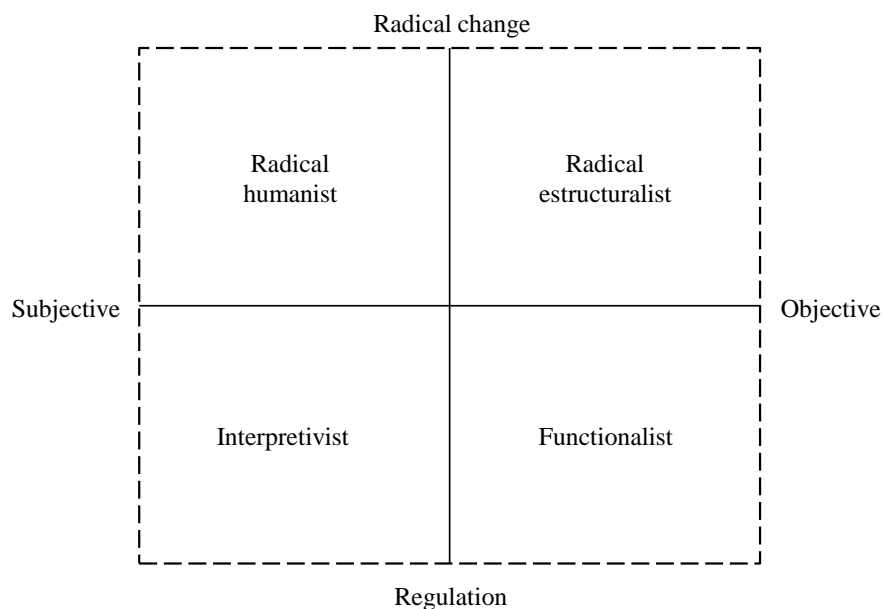 Radical change
Radical
humanist
Radical
estructuralist
Subjective
Objective
Interpretivist
Functionalist
Regulation